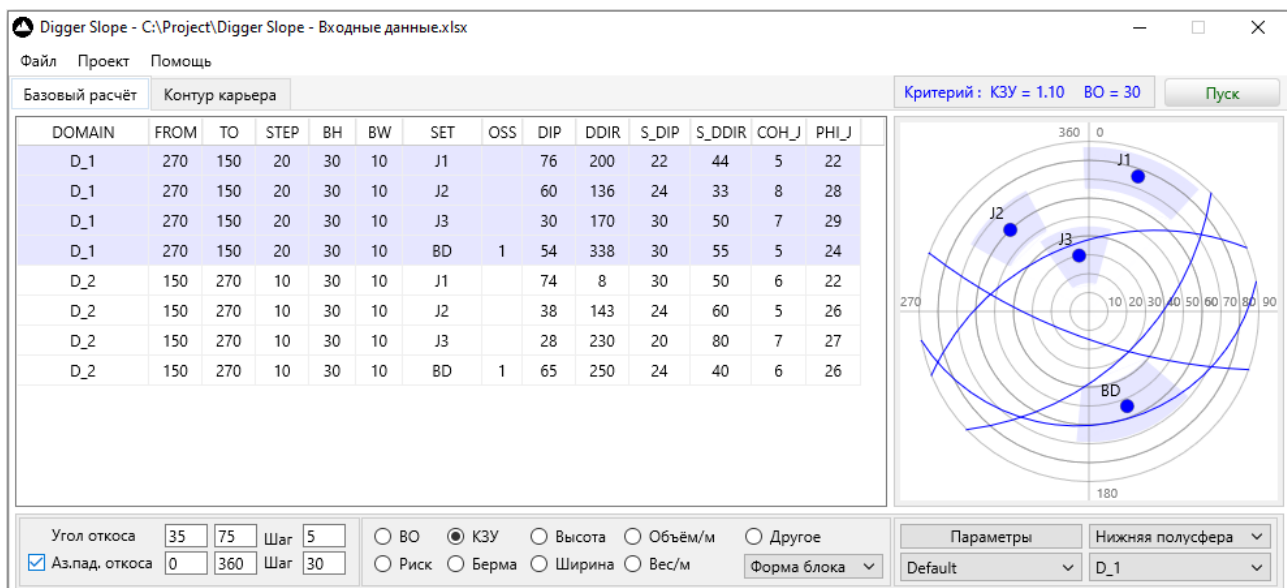 Digger Slope - C:\Project\Digger Slope - Входные данные.xlsx
Файл Проект Помощь
Базовый расчёт Контур карьера
Критерий : КЗУ = 1.10 ВО = 30 Пуск
DOMAIN FROM TO STEP BH BW SET OSS DIP DDIR S_DIP S_DDIR COH_J PHI_J
D_1 270 150 20 30 10 J1 76 200 22 44 5 22
D_1 270 150 20 30 10 J2 60 136 24 33 8 28
D_1 270 150 20 30 10 J3 30 170 30 50 7 29
D_1 270 150 20 30 10 BD 1 54 338 30 55 5 24
D_2 150 270 10 30 10 J1 74 8 30 50 6 22
D_2 150 270 10 30 10 J2 38 143 24 60 5 26
D_2 150 270 10 30 10 J3 28 230 20 80 7 27
D_2 150 270 10 30 10 BD 1 65 250 24 40 6 26
360 0
J1
J2
J3
270 10 20 30 40 50 60 70 80 90
BD
180
Угол откоса 35 75 Шаг 5
Аз.пад. откоса 0 360 Шаг 30
ВО КЗУ Высота Объём/м Другое
Риск Берма Ширина Вес/м Форма блока
Параметры Нижняя полусфера
Default D_1